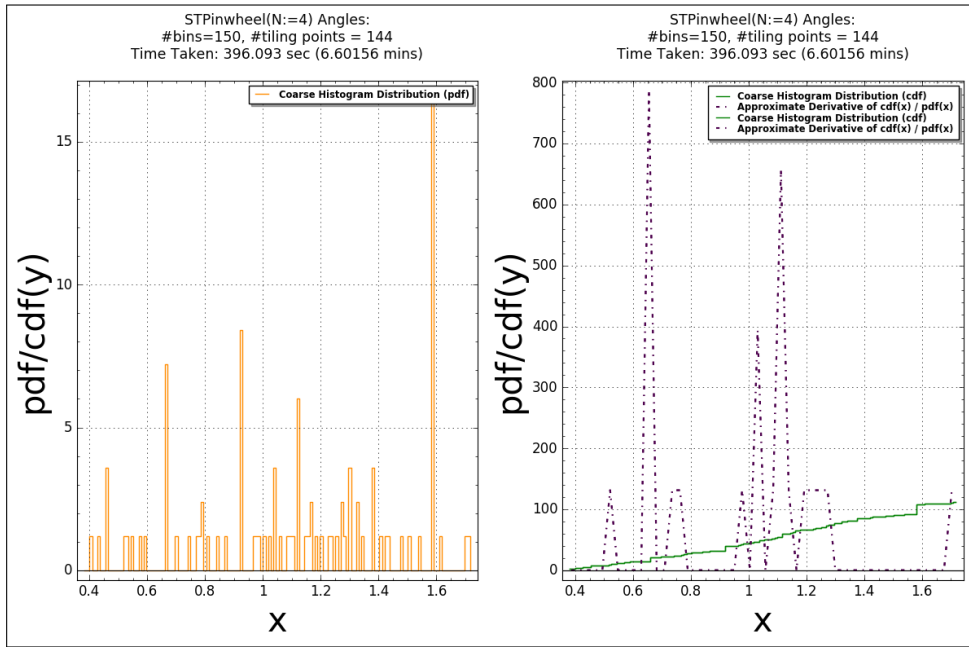 STPinwheel(N:=4) Angles:
#bins=150, #tiling points = 144
Time Taken: 396.093 sec (6.60156 mins)
Coarse Histogram Distribution (pdf)
15
10
5
0
pdf/cdf(y)
0.4 0.6 0.8 1 1.2 1.4 1.6
x
STPinwheel(N:=4) Angles:
#bins=150, #tiling points = 144
Time Taken: 396.093 sec (6.60156 mins)
Coarse Histogram Distribution (cdf)
Approximate Derivative of cdf(x) / pdf(x)
Coarse Histogram Distribution (cdf)
Approximate Derivative of cdf(x) / pdf(x)
800
700
600
500
400
300
200
100
0
pdf/cdf(y)
0.4 0.6 0.8 1 1.2 1.4 1.6
x